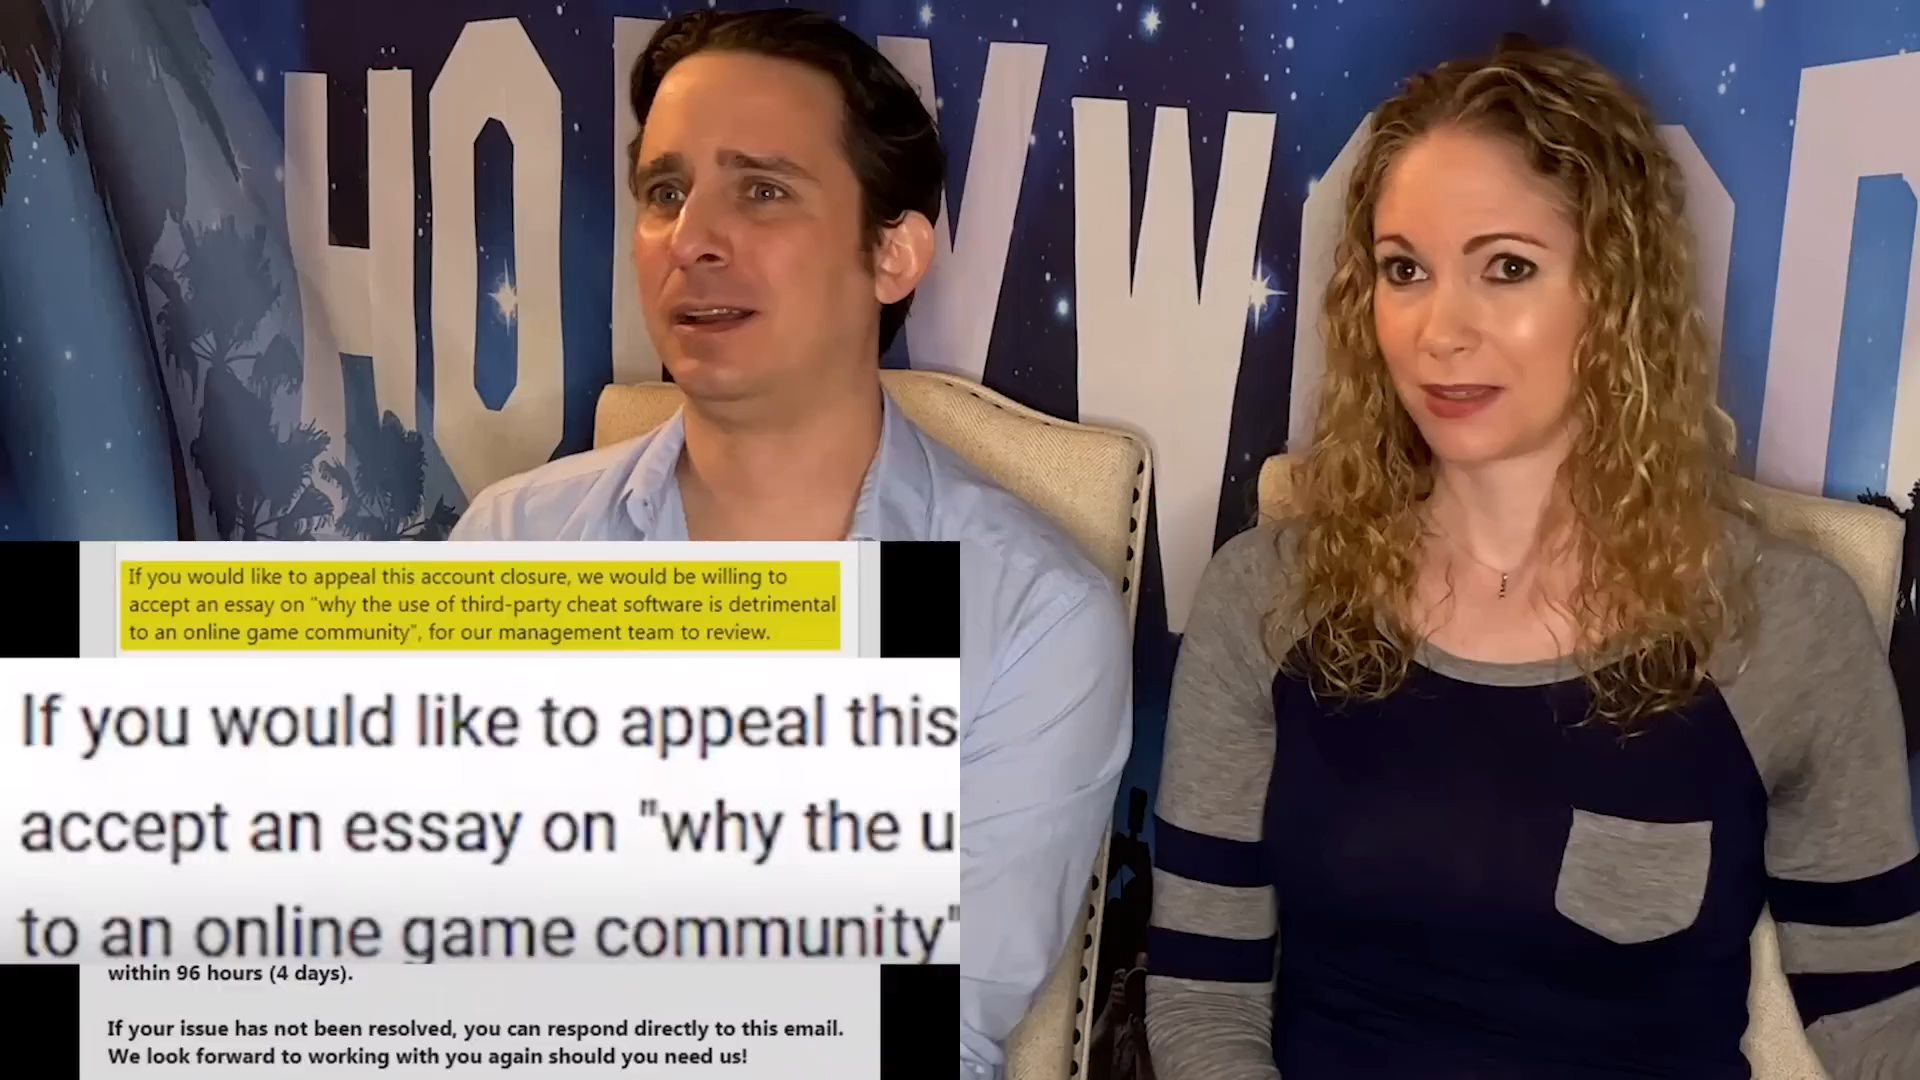 HOLLYWOOD
If you would like to appeal this account closure, we would be willing to
accept an essay on "why the use of third-party cheat software is detrimental
to an online game community", for our management team to review.
If you would like to appeal this
accept an essay on "why the u
to an online game community"
within 96 hours (4 days).
If your issue has not been resolved, you can respond directly to this email.
We look forward to working with you again should you need us!